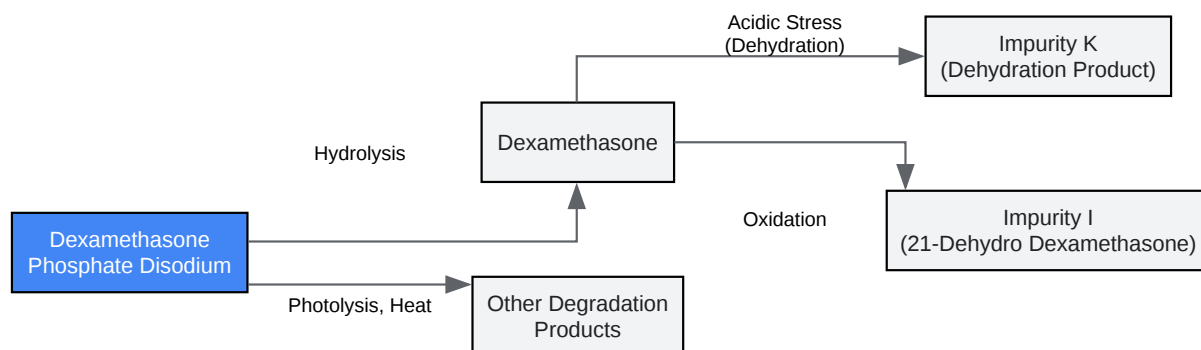 Acidic Stress
(Dehydration)
Impurity K
(Dehydration Product)
Hydrolysis
Dexamethasone
Oxidation
Impurity I
(21-Dehydro Dexamethasone)
Dexamethasone
Phosphate Disodium
Photolysis, Heat
Other Degradation
Products